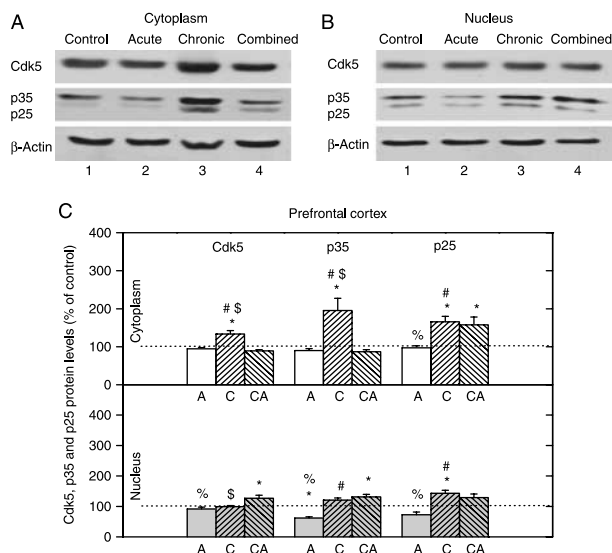 A
Cytoplasm
Control Acute Chronic Combined
Cdk5
p35
p25
β-Actin
1 2 3 4
B
Nucleus
Control Acute Chronic Combined
Cdk5
p35
p25
β-Actin
1 2 3 4
C
Prefrontal cortex
Cdk5, p35 and p25 protein levels (% of control)
Cytoplasm
400
300
200
100
0
Cdk5 p35 p25
# $
*
# $
*
%
#
*
*
A C CA A C CA A C CA
Nucleus
400
300
200
100
0
%
$
*
%
*
#
*
%
#
*
A C CA A C CA A C CA